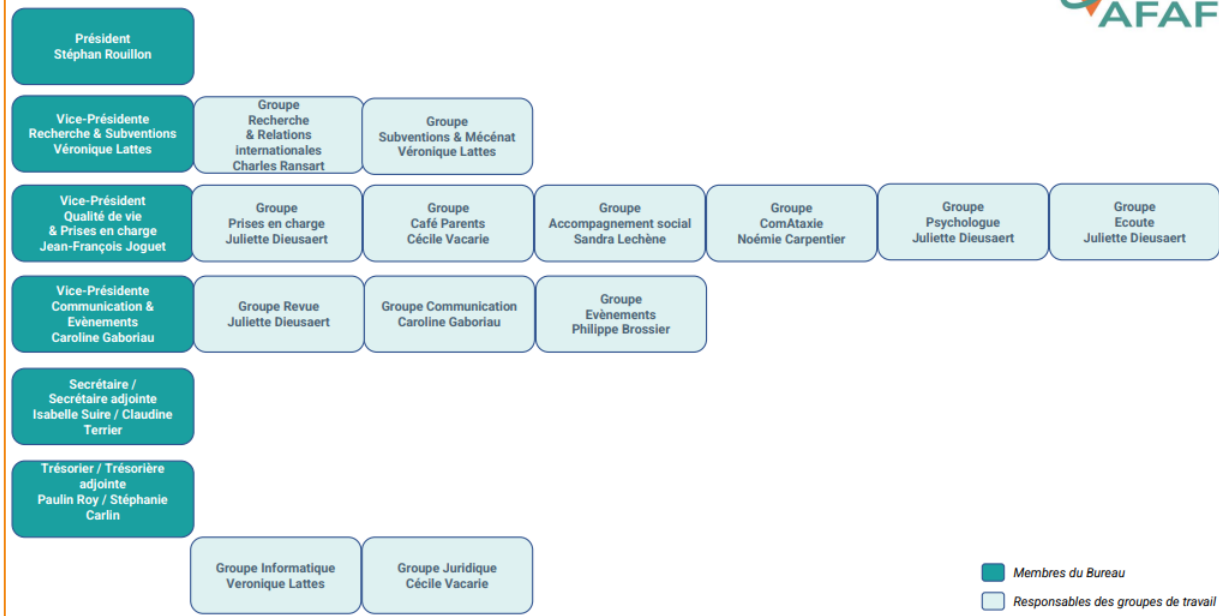 AFAF
Président
Stéphan Rouillon
Vice-Présidente
Recherche & Subventions
Véronique Lattes
Groupe
Recherche
& Relations
internationales
Charles Ransart
Groupe
Subventions & Mécénat
Véronique Lattes
Vice-Président
Qualité de vie
& Prises en charge
Jean-François Joguet
Groupe
Prises en charge
Juliette Dieusaert
Groupe
Café Parents
Cécile Vacarie
Groupe
Accompagnement social
Sandra Lechène
Groupe
ComAtaxie
Noémie Carpentier
Groupe
Psychologue
Juliette Dieusaert
Groupe
Ecoute
Juliette Dieusaert
Vice-Présidente
Communication &
Evènements
Caroline Gaboriau
Groupe Revue
Juliette Dieusaert
Groupe Communication
Caroline Gaboriau
Groupe
Evènements
Philippe Brossier
Secrétaire /
Secrétaire adjointe
Isabelle Suire / Claudine
Terrier
Trésorier / Trésorière
adjointe
Paulin Roy / Stéphanie
Carlin
Groupe Informatique
Veronique Lattes
Groupe Juridique
Cécile Vacarie
Membres du Bureau
Responsables des groupes de travail